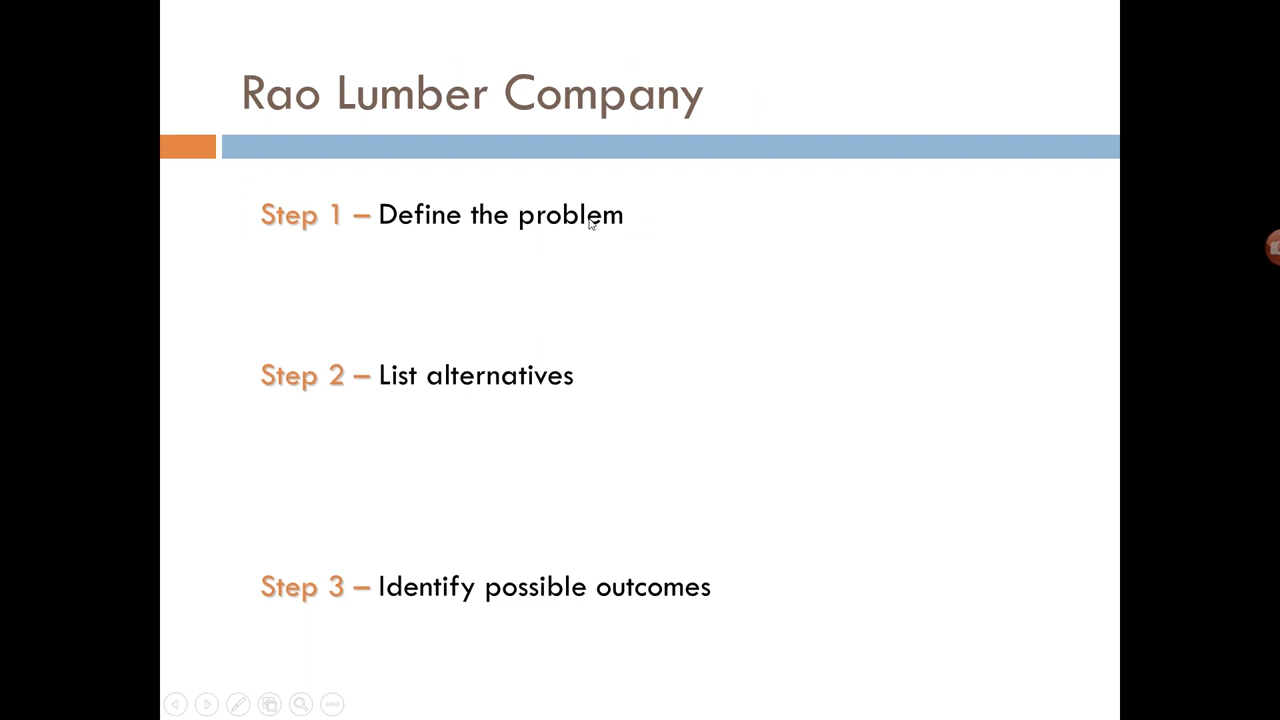 Rao Lumber Company
Step 1 – Define the problem
Step 2 – List alternatives
Step 3 – Identify possible outcomes